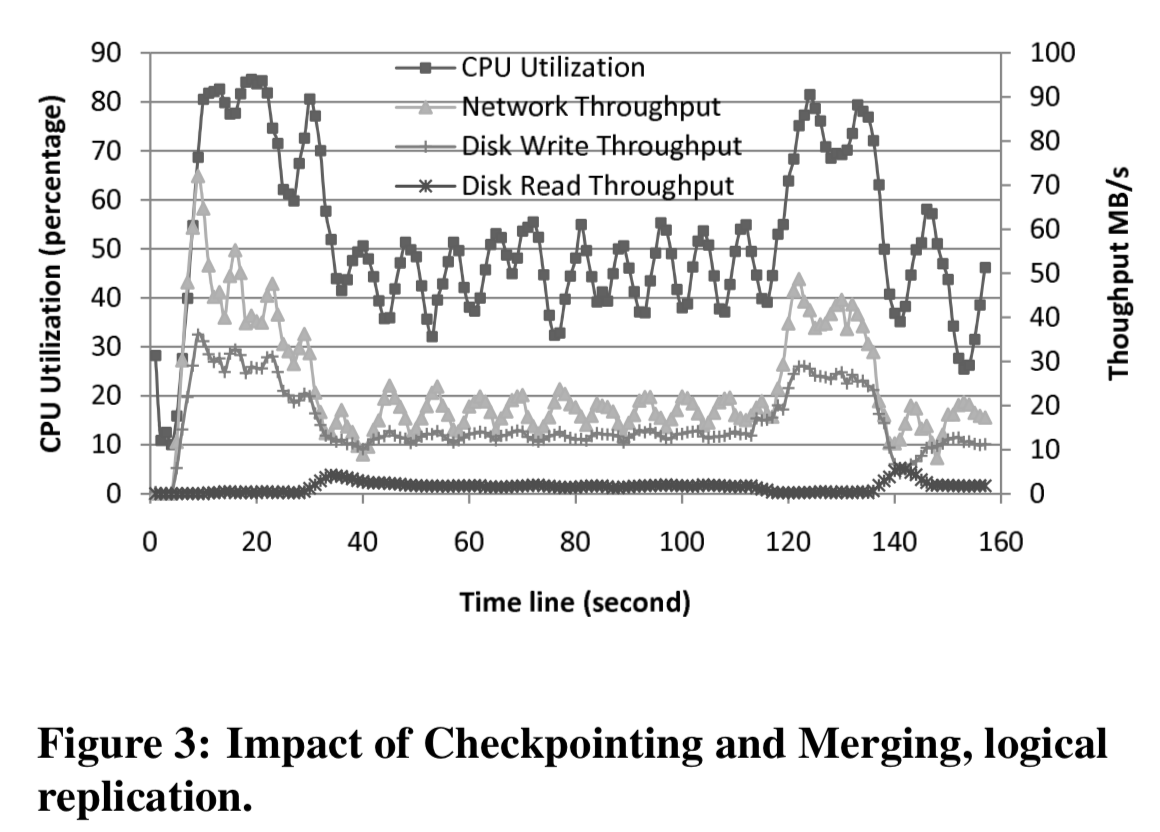 CPU Utilization (percentage)
90
80
70
60
50
40
30
20
10
0
CPU Utilization
Network Throughput
Disk Write Throughput
Disk Read Throughput
100
90
80
70
60
50
40
30
20
10
0
Thoughput MB/s
0 20 40 60 80 100 120 140 160
Time line (second)
Figure 3: Impact of Checkpointing and Merging, logical
replication.